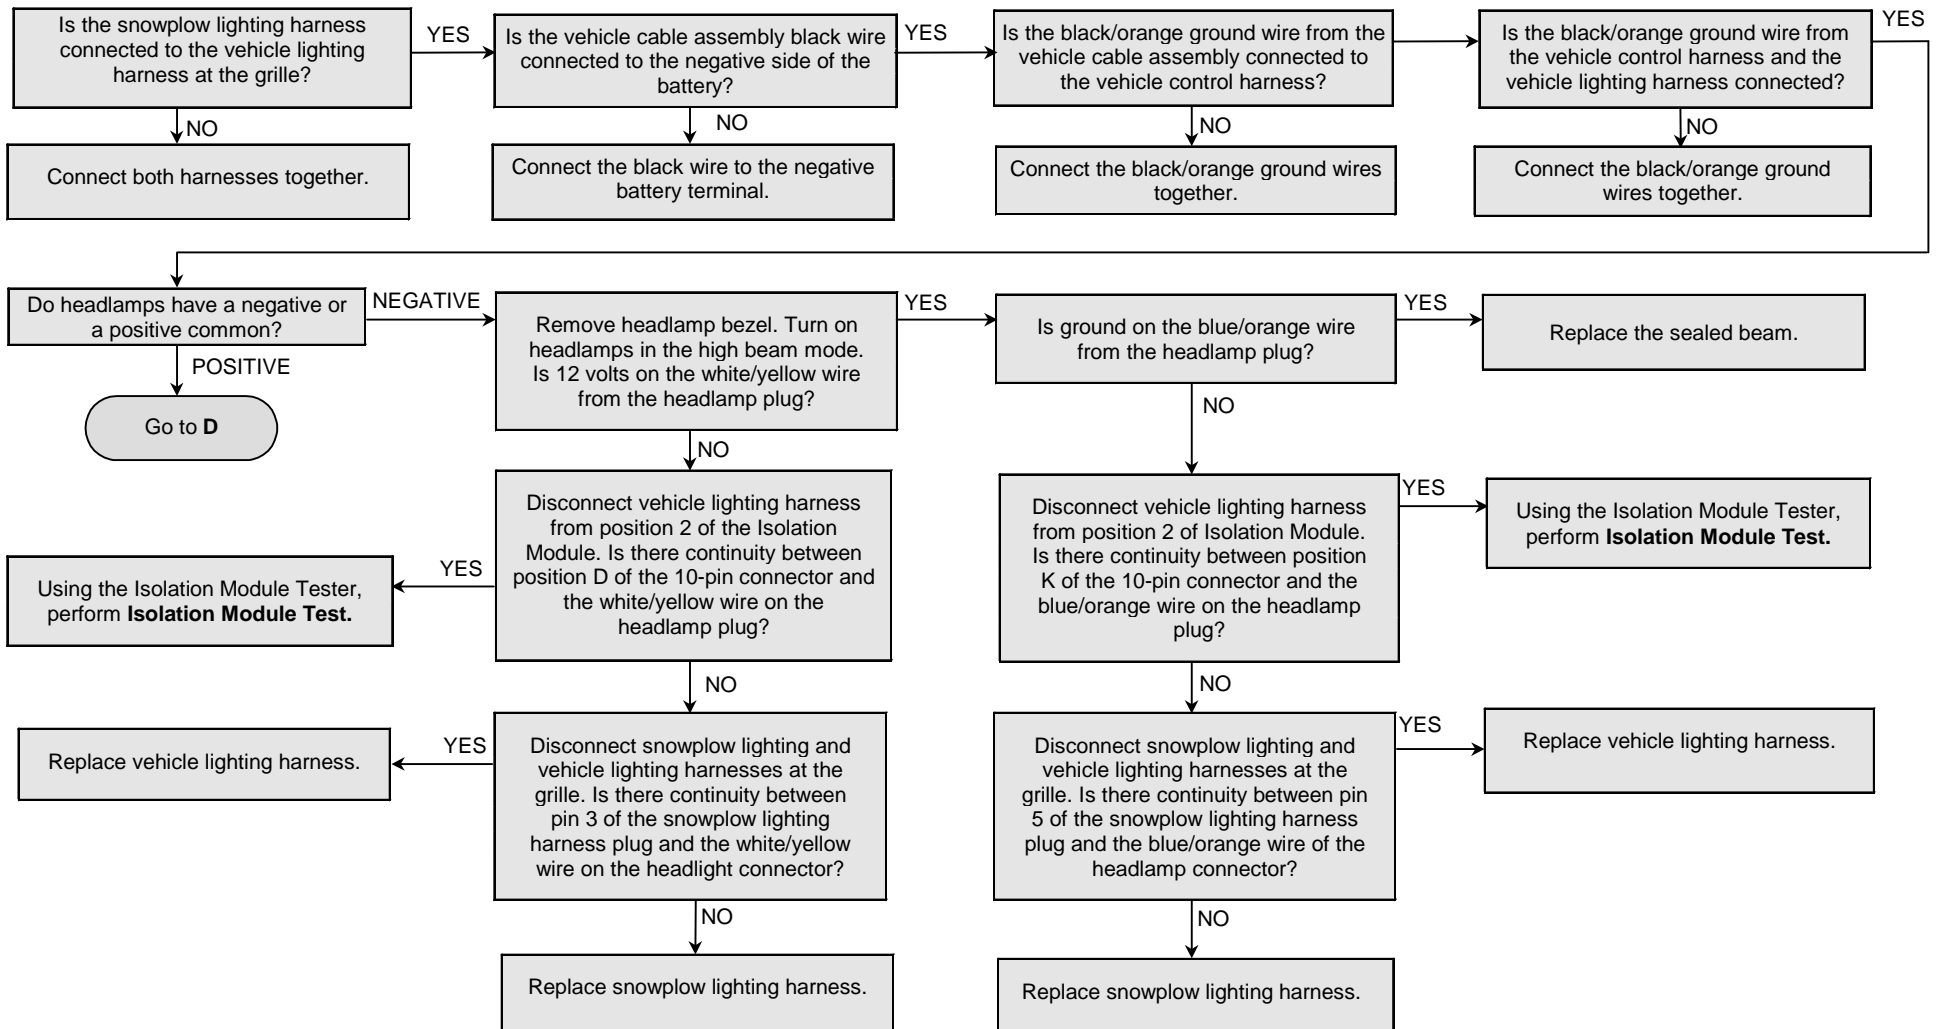 Is the snowplow lighting harness
connected to the vehicle lighting
harness at the grille?
YES
Is the vehicle cable assembly black wire
connected to the negative side of the
battery?
YES
Is the black/orange ground wire from the
vehicle cable assembly connected to
the vehicle control harness?
Is the black/orange ground wire from
the vehicle control harness and the
vehicle lighting harness connected?
YES
NO
NO
NO
NO
Connect both harnesses together.
Connect the black wire to the negative
battery terminal.
Connect the black/orange ground wires
together.
Connect the black/orange ground
wires together.
Do headlamps have a negative or
a positive common?
NEGATIVE
POSITIVE
Go to D
Remove headlamp bezel. Turn on
headlamps in the high beam mode.
Is 12 volts on the white/yellow wire
from the headlamp plug?
YES
Is ground on the blue/orange wire
from the headlamp plug?
YES
Replace the sealed beam.
NO
NO
Disconnect vehicle lighting harness
from position 2 of the Isolation
Module. Is there continuity between
position D of the 10-pin connector and
the white/yellow wire on the
headlamp plug?
YES
Using the Isolation Module Tester,
perform Isolation Module Test.
Disconnect vehicle lighting harness
from position 2 of Isolation Module.
Is there continuity between position
K of the 10-pin connector and the
blue/orange wire on the headlamp
plug?
YES
Using the Isolation Module Tester,
perform Isolation Module Test.
NO
NO
Disconnect snowplow lighting and
vehicle lighting harnesses at the
grille. Is there continuity between
pin 3 of the snowplow lighting
harness plug and the white/yellow
wire on the headlight connector?
YES
Replace vehicle lighting harness.
Disconnect snowplow lighting and
vehicle lighting harnesses at the
grille. Is there continuity between pin
5 of the snowplow lighting harness
plug and the blue/orange wire of the
headlamp connector?
YES
Replace vehicle lighting harness.
NO
NO
Replace snowplow lighting harness.
Replace snowplow lighting harness.